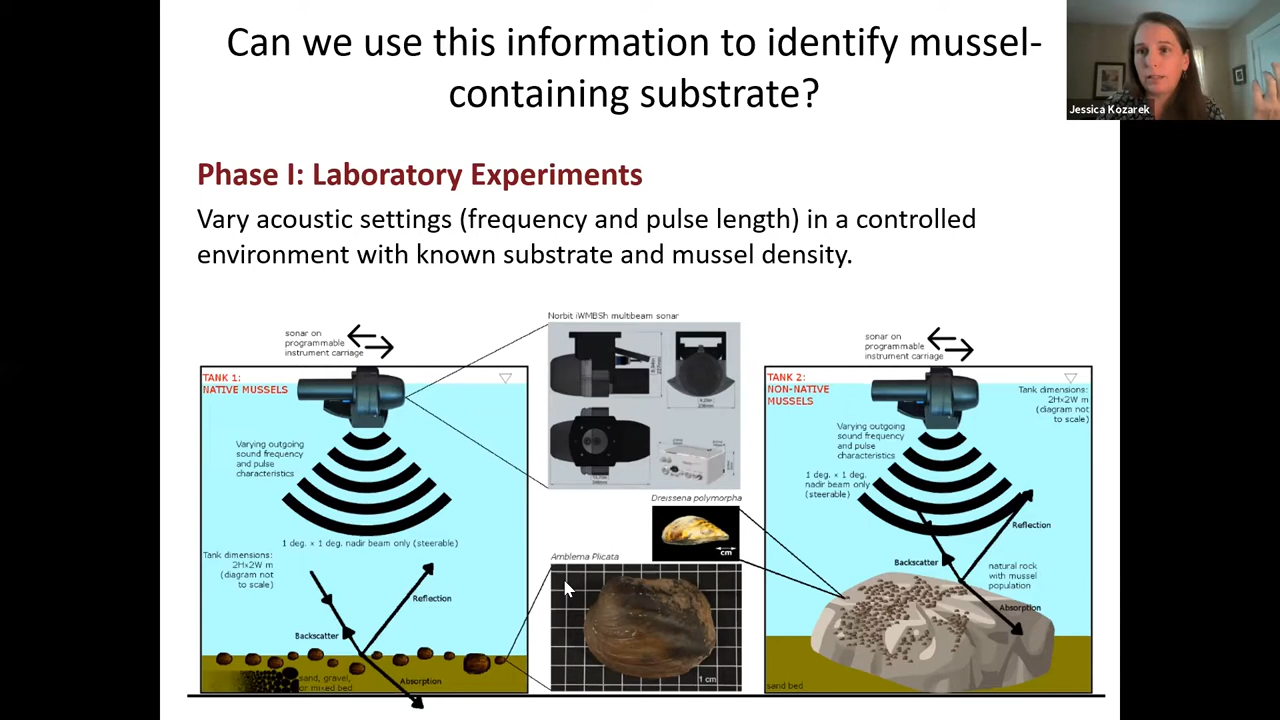 Can we use this information to identify mussel-
containing substrate?
Jessica Kozarek
Phase I: Laboratory Experiments
Vary acoustic settings (frequency and pulse length) in a controlled
environment with known substrate and mussel density.
sonar on
programmable
instrument carriage
TANK 1:
NATIVE MUSSELS
Varying outgoing
sound frequency
and pulse
characteristics
1 deg. x 1 deg. nadir beam only (steerable)
Tank dimensions:
2Hx2W m
(diagram not
to scale)
Reflection
Backscatter
Absorption
sand, gravel,
or mixed bed
Norbit iWMBSh multibeam sonar
Dreissena polymorpha
cm
Amblema Plicata
1 cm
sonar on
programmable
instrument carriage
TANK 2:
NON-NATIVE
MUSSELS
Tank dimensions:
2Hx2W m
(diagram not
to scale)
Varying outgoing
sound frequency
and pulse
characteristics
1 deg. x 1 deg.
nadir beam only
(steerable)
Reflection
Backscatter
natural rock
with mussel
population
Absorption
sand bed